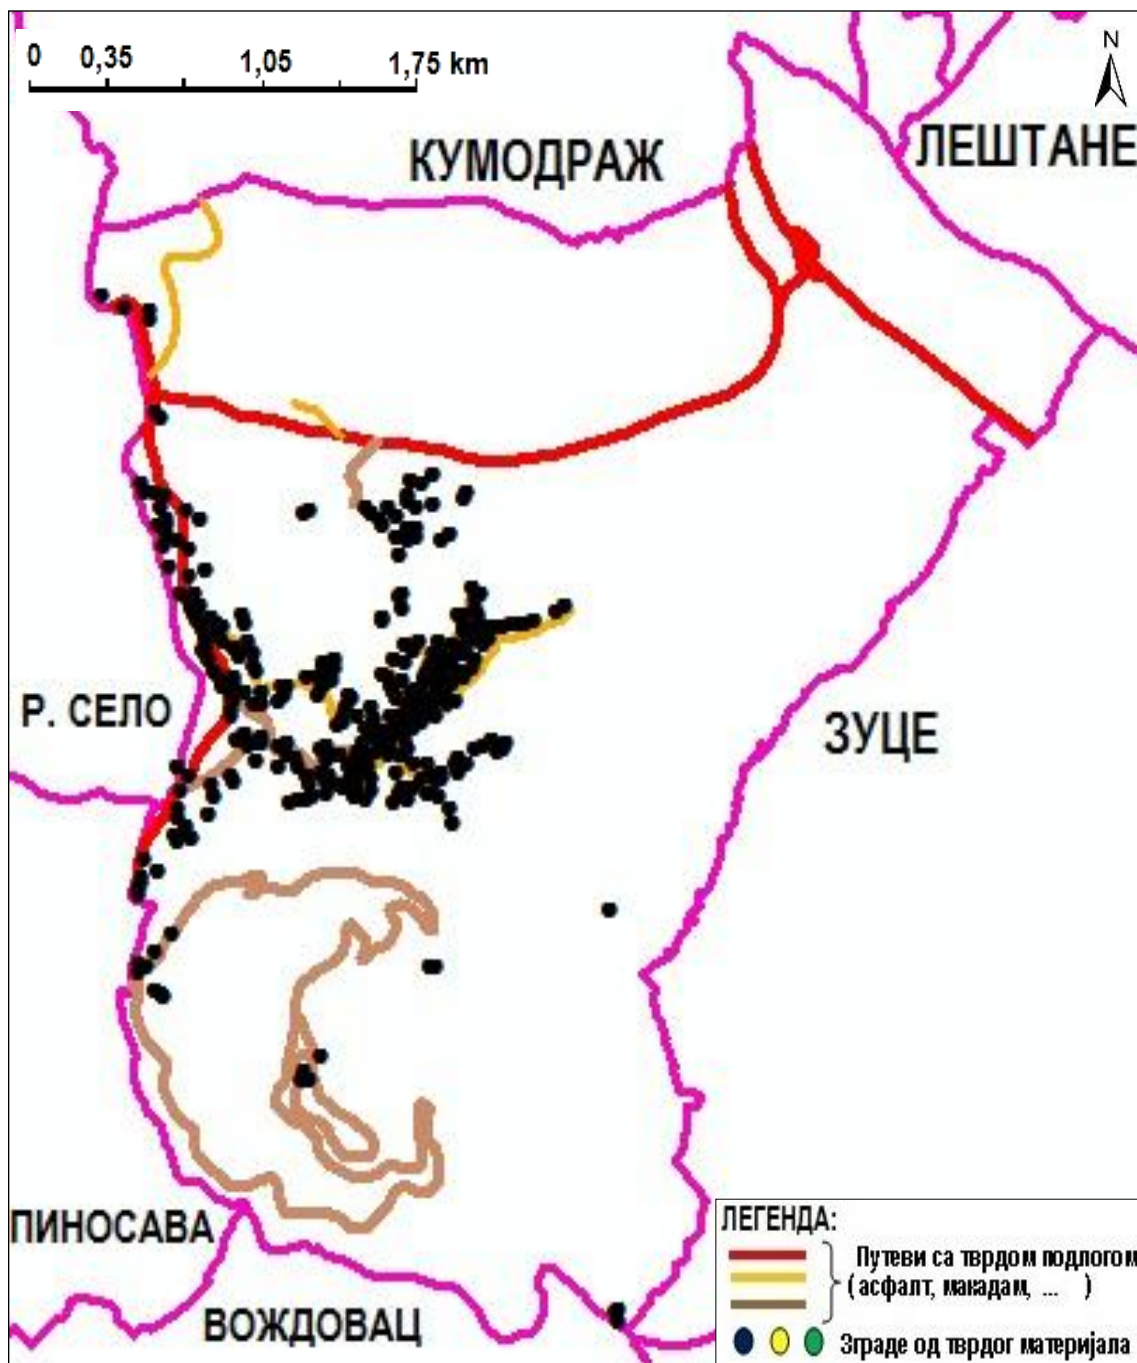 N
0 0,35 1,05 1,75 km
КУМОДРАЖ
ЛЕШТАНЕ
Р. СЕЛО
ЗУЦЕ
ПИНОСАВА
ВОЖДОВАЦ
ЛЕГЕНДА:
Путеви са тврдом подлогом
( асфалт, макадам, ... )
Зграде од тврдог материјала